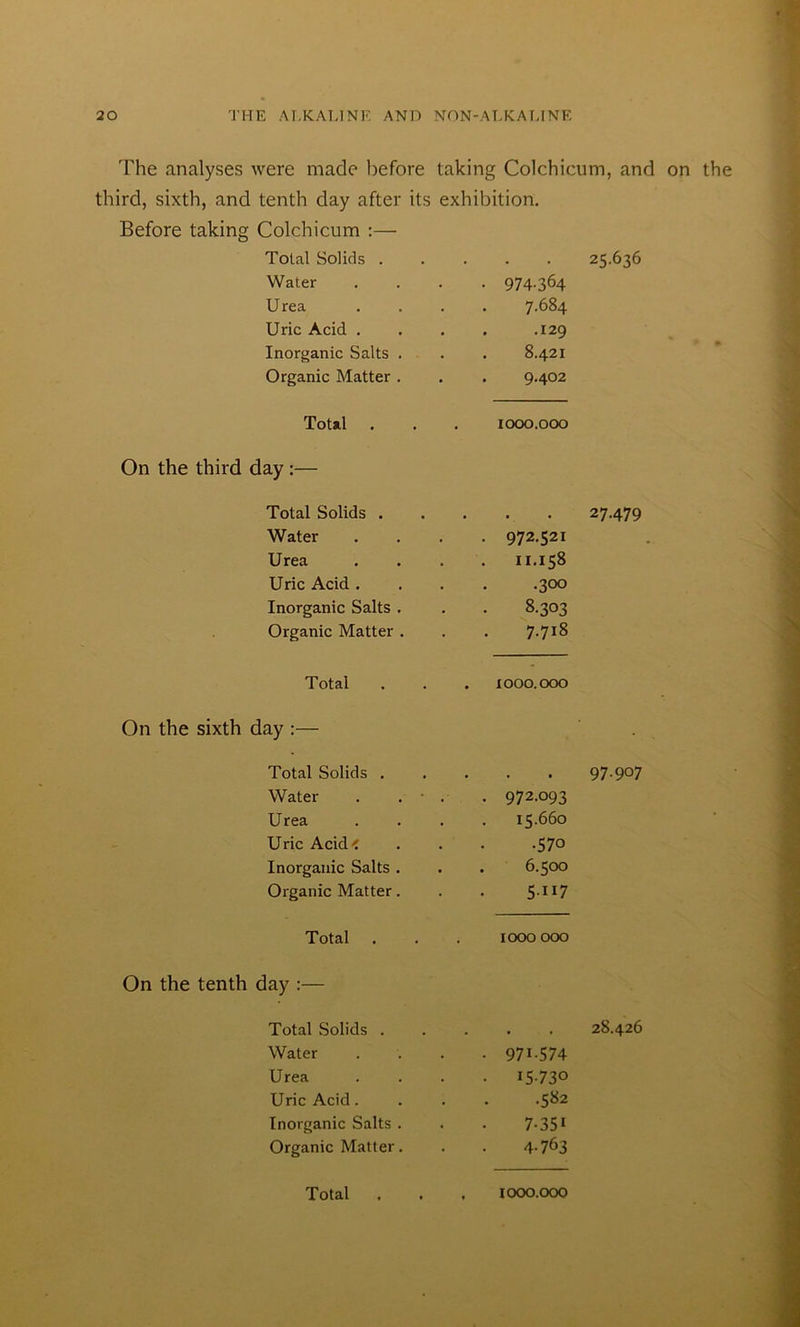 20 THE ALKALINE AND NON-ALKALINE
The analyses were made before taking Colchicum, and on the
third, sixth, and tenth day after its exhibition.
Before taking Colchicum :—
Total Solids . . . . . 25.636
Water . . . . 974.364
Urea . . . . 7.684
Uric Acid . . . . .129
Inorganic Salts . . . 8.421
Organic Matter . . . 9.402
Total . . . 1000.000
On the third day :—
Total Solids . . . . . 27.479
Water . . . . 972.521
Urea . . . . 11.158
Uric Acid . . . . .300
Inorganic Salts . . . 8.303
Organic Matter . . . 7.718
Total . . . 1000.000
On the sixth day :—
Total Solids . . . . . 97.907
Water . . . . 972.093
Urea . . . . 15.660
Uric Acid . . . .570
Inorganic Salts . . . 6.500
Organic Matter . . . 5.117
Total . . . 1000 000
On the tenth day :—
Total Solids . . . . . 28.426
Water . . . . 971.574
Urea . . . . 15.730
Uric Acid . . . . .582
Inorganic Salts . . . 7.351
Organic Matter . . . 4.763
Total . . . 1000.000